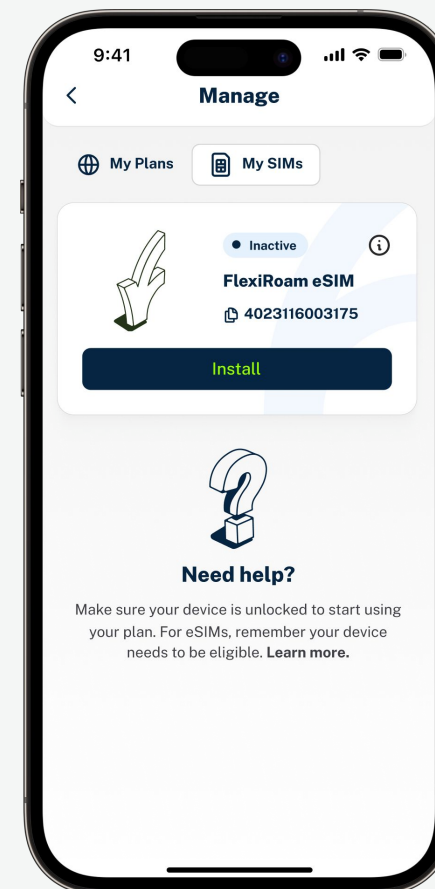 9:41
Manage
My Plans
My SIMs
Inactive
FlexiRoam eSIM
4023116003175
Install
Need help?
Make sure your device is unlocked to start using
your plan. For eSIMs, remember your device
needs to be eligible. Learn more.